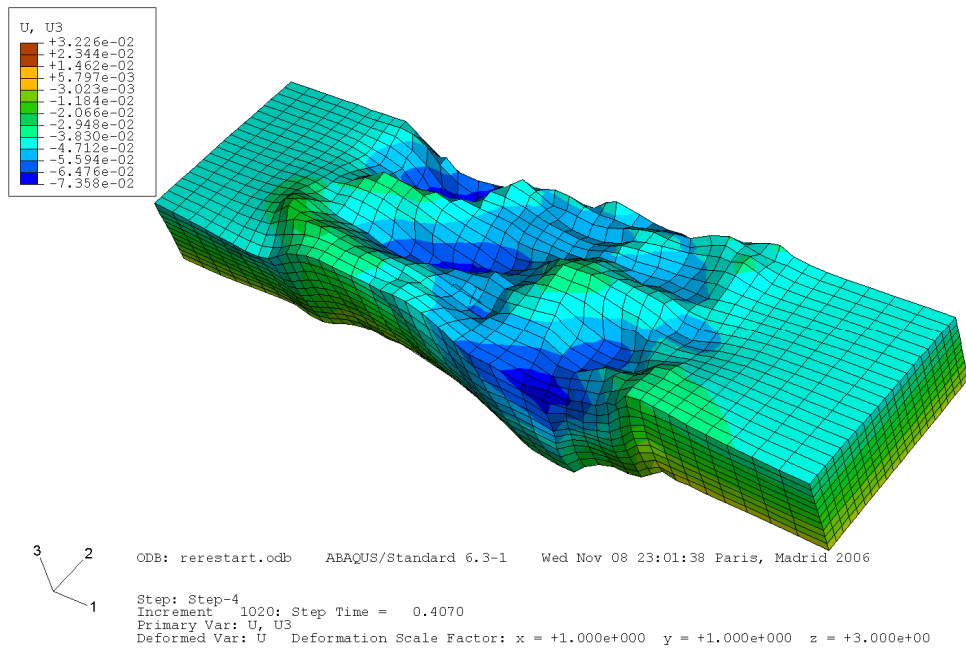 U, U3
+3.226e-02
+2.344e-02
+1.462e-02
+5.797e-03
-3.023e-03
-1.184e-02
-2.066e-02
-2.948e-02
-3.830e-02
-4.712e-02
-5.594e-02
-6.476e-02
-7.358e-02
3
2
1
ODB: rerestart.odb    ABAQUS/Standard 6.3-1    Wed Nov 08 23:01:38 Paris, Madrid 2006
Step: Step-4
Increment   1020: Step Time =   0.4070
Primary Var: U, U3
Deformed Var: U   Deformation Scale Factor: x = +1.000e+000  y = +1.000e+000  z = +3.000e+00